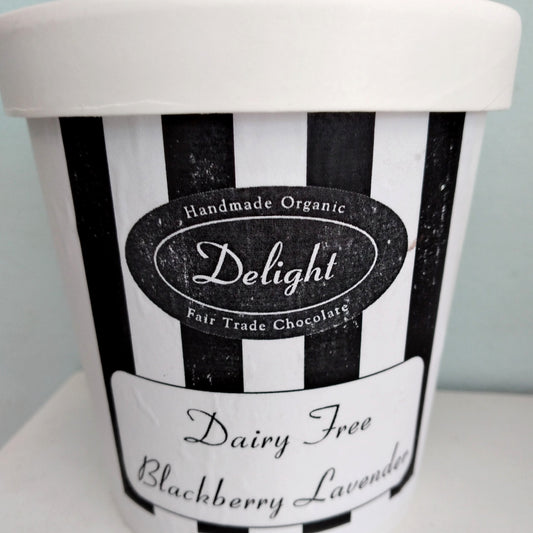 Handmade Organic
Delight
Fair Trade Chocolate
Dairy Free
Blackberry Lavender